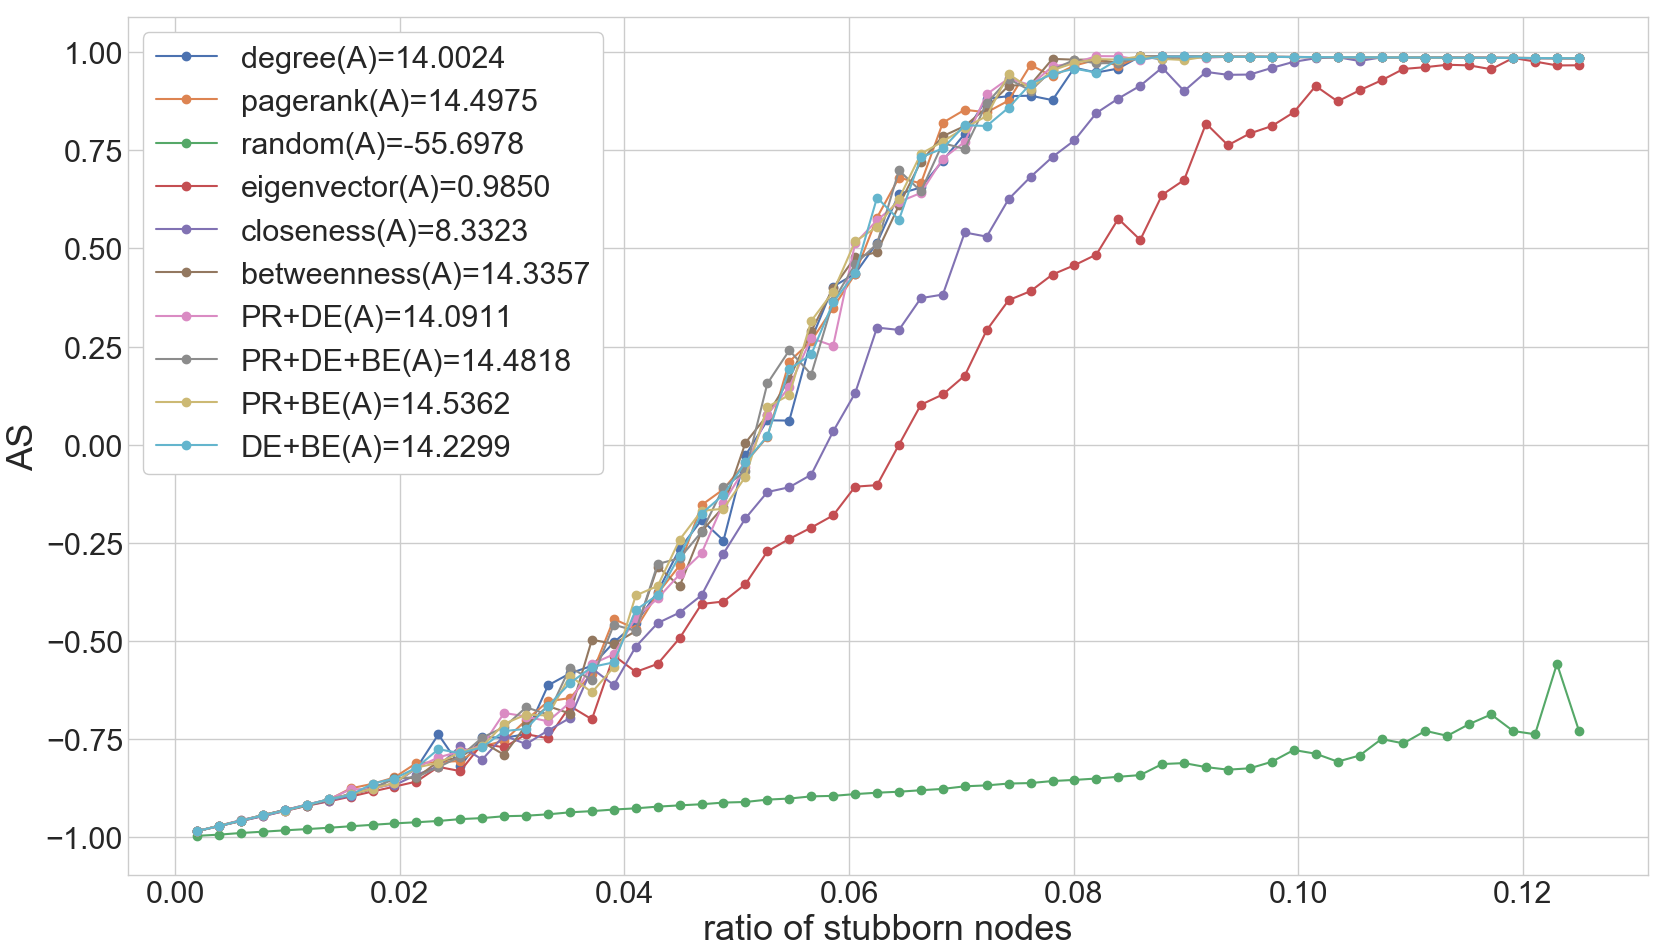 1.00
0.75
0.50
0.25
0.00
−0.25
−0.50
−0.75
−1.00
AS
degree(A)=14.0024
pagerank(A)=14.4975
random(A)=-55.6978
eigenvector(A)=0.9850
closeness(A)=8.3323
betweenness(A)=14.3357
PR+DE(A)=14.0911
PR+DE+BE(A)=14.4818
PR+BE(A)=14.5362
DE+BE(A)=14.2299
0.00 0.02 0.04 0.06 0.08 0.10 0.12
ratio of stubborn nodes